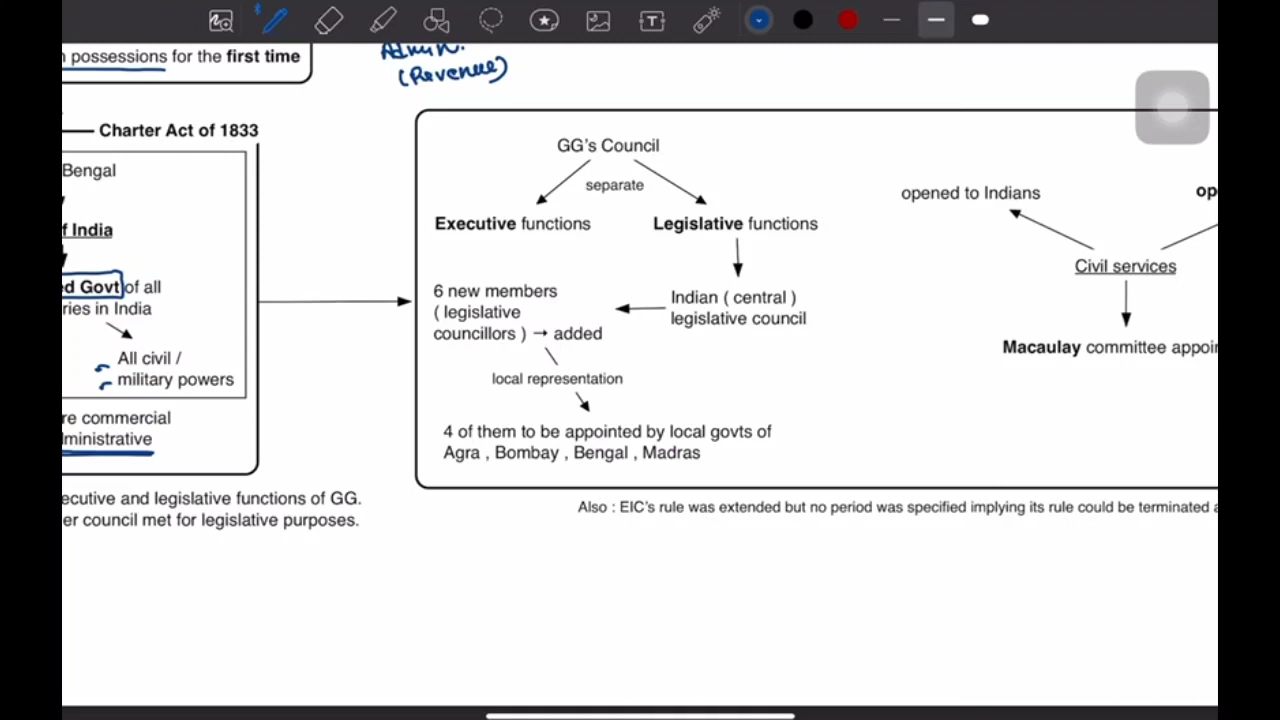 possessions for the first time
Admin.
(Revenue)
Charter Act of 1833
Bengal
f India
ed Govt of all
ries in India
All civil /
military powers
re commercial
ministrative
ecutive and legislative functions of GG.
er council met for legislative purposes.
GG's Council
separate
Executive functions
Legislative functions
6 new members
( legislative
councillors ) → added
Indian ( central )
legislative council
local representation
4 of them to be appointed by local govts of
Agra , Bombay , Bengal , Madras
opened to Indians
op
Civil services
Macaulay committee appoin
Also : EIC's rule was extended but no period was specified implying its rule could be terminated a